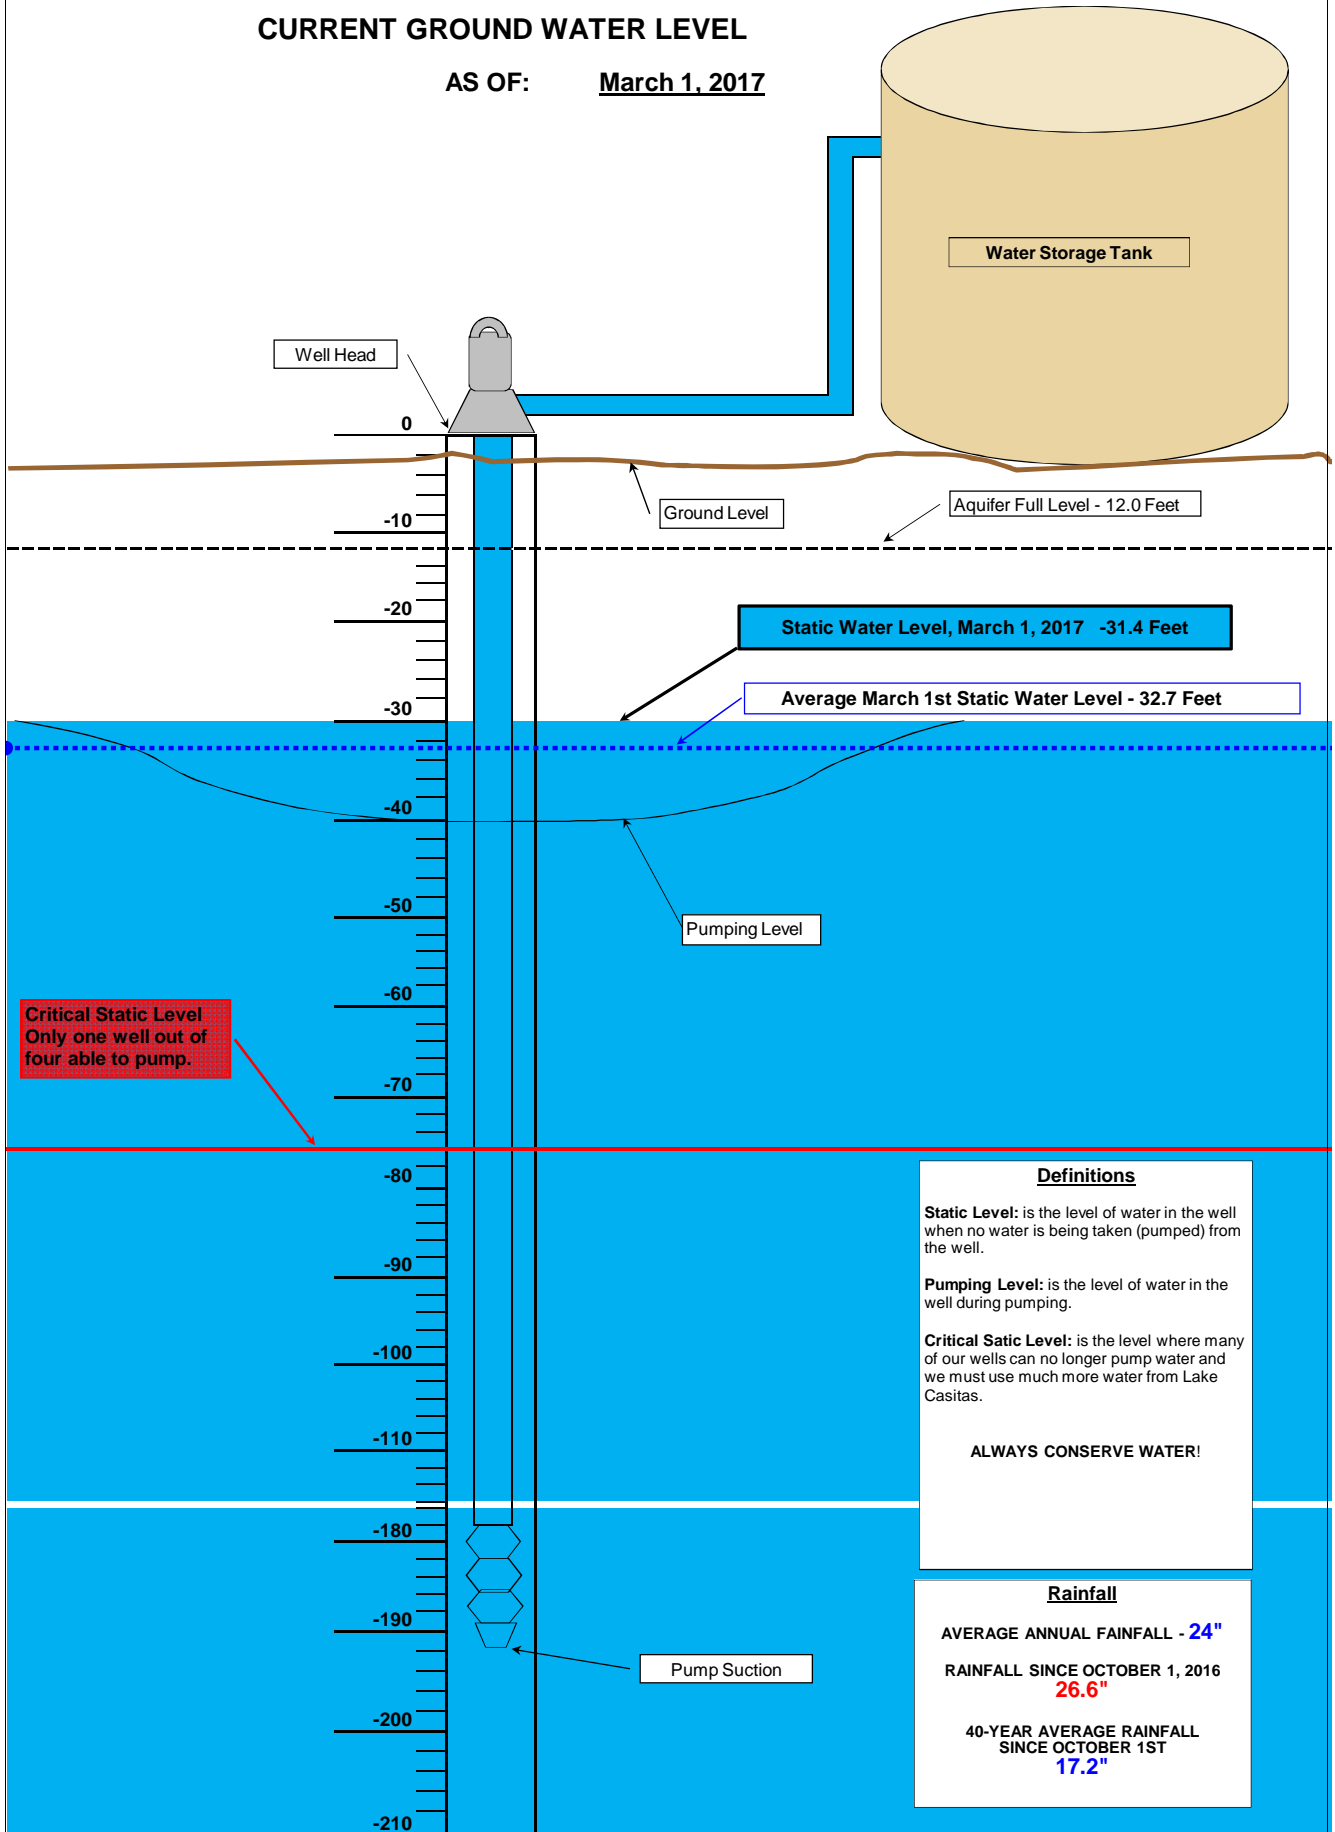 CURRENT GROUND WATER LEVEL
AS OF: March 1, 2017
Water Storage Tank
Well Head
0
Ground Level
Aquifer Full Level - 12.0 Feet
-10
-20
Static Water Level, March 1, 2017 -31.4 Feet
Average March 1st Static Water Level - 32.7 Feet
-30
-40
-50
Pumping Level
-60
Critical Static Level
Only one well out of
four able to pump.
-70
-80
-90
-100
-110
-180
-190
-200
-210
Pump Suction
Definitions
Static Level: is the level of water in the well
when no water is being taken (pumped) from
the well.
Pumping Level: is the level of water in the
well during pumping.
Critical Satic Level: is the level where many
of our wells can no longer pump water and
we must use much more water from Lake
Casitas.
ALWAYS CONSERVE WATER!
Rainfall
AVERAGE ANNUAL FAINFALL - 24"
RAINFALL SINCE OCTOBER 1, 2016
26.6"
40-YEAR AVERAGE RAINFALL
SINCE OCTOBER 1ST
17.2"